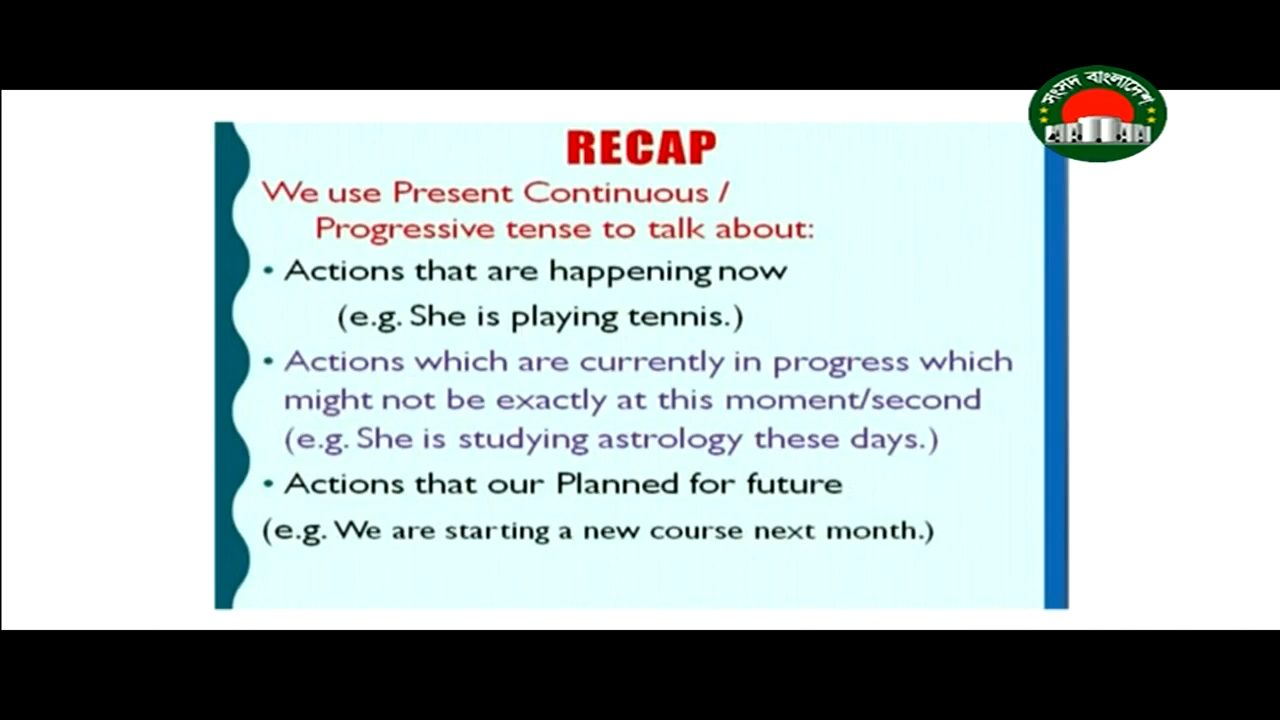 সংসদ বাংলাদেশ
RECAP
We use Present Continuous /
Progressive tense to talk about:
• Actions that are happening now
(e.g. She is playing tennis.)
• Actions which are currently in progress which
might not be exactly at this moment/second
(e.g. She is studying astrology these days.)
• Actions that our Planned for future
(e.g. We are starting a new course next month.)